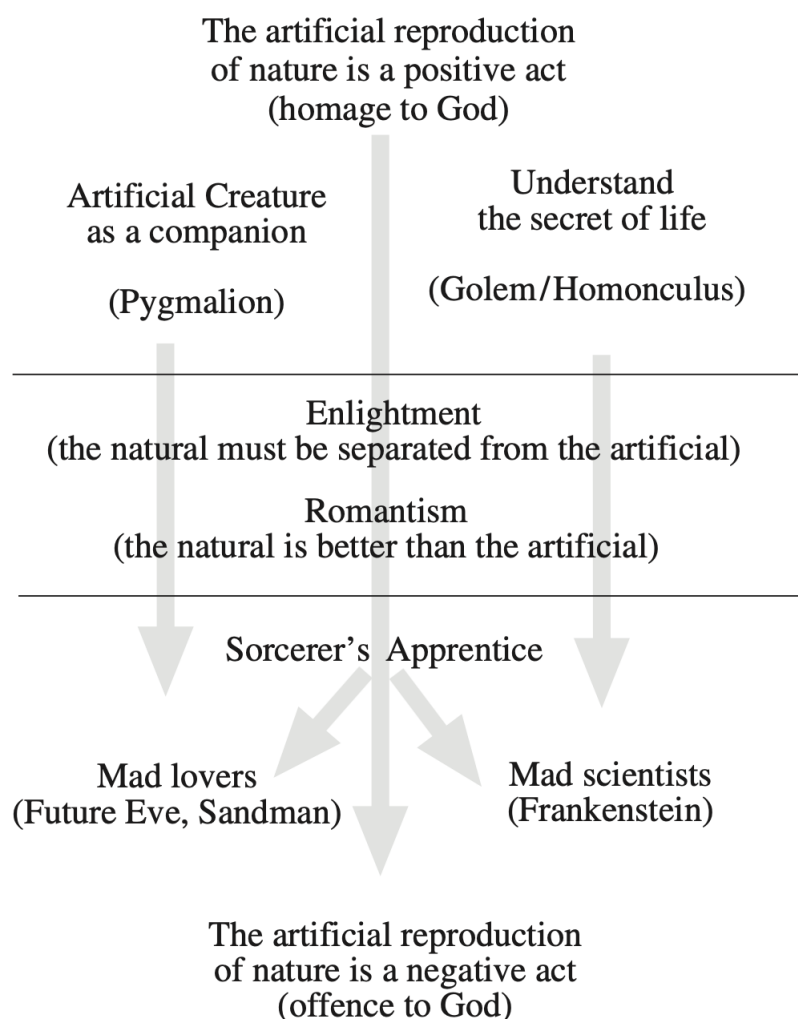 The artificial reproduction
of nature is a positive act
(homage to God)
Artificial Creature
as a companion
(Pygmalion)
Understand
the secret of life
(Golem/Homonculus)
Enlightment
(the natural must be separated from the artificial)
Romantism
(the natural is better than the artificial)
Sorcerer's Apprentice
Mad lovers
(Future Eve, Sandman)
Mad scientists
(Frankenstein)
The artificial reproduction
of nature is a negative act
(offence to God)